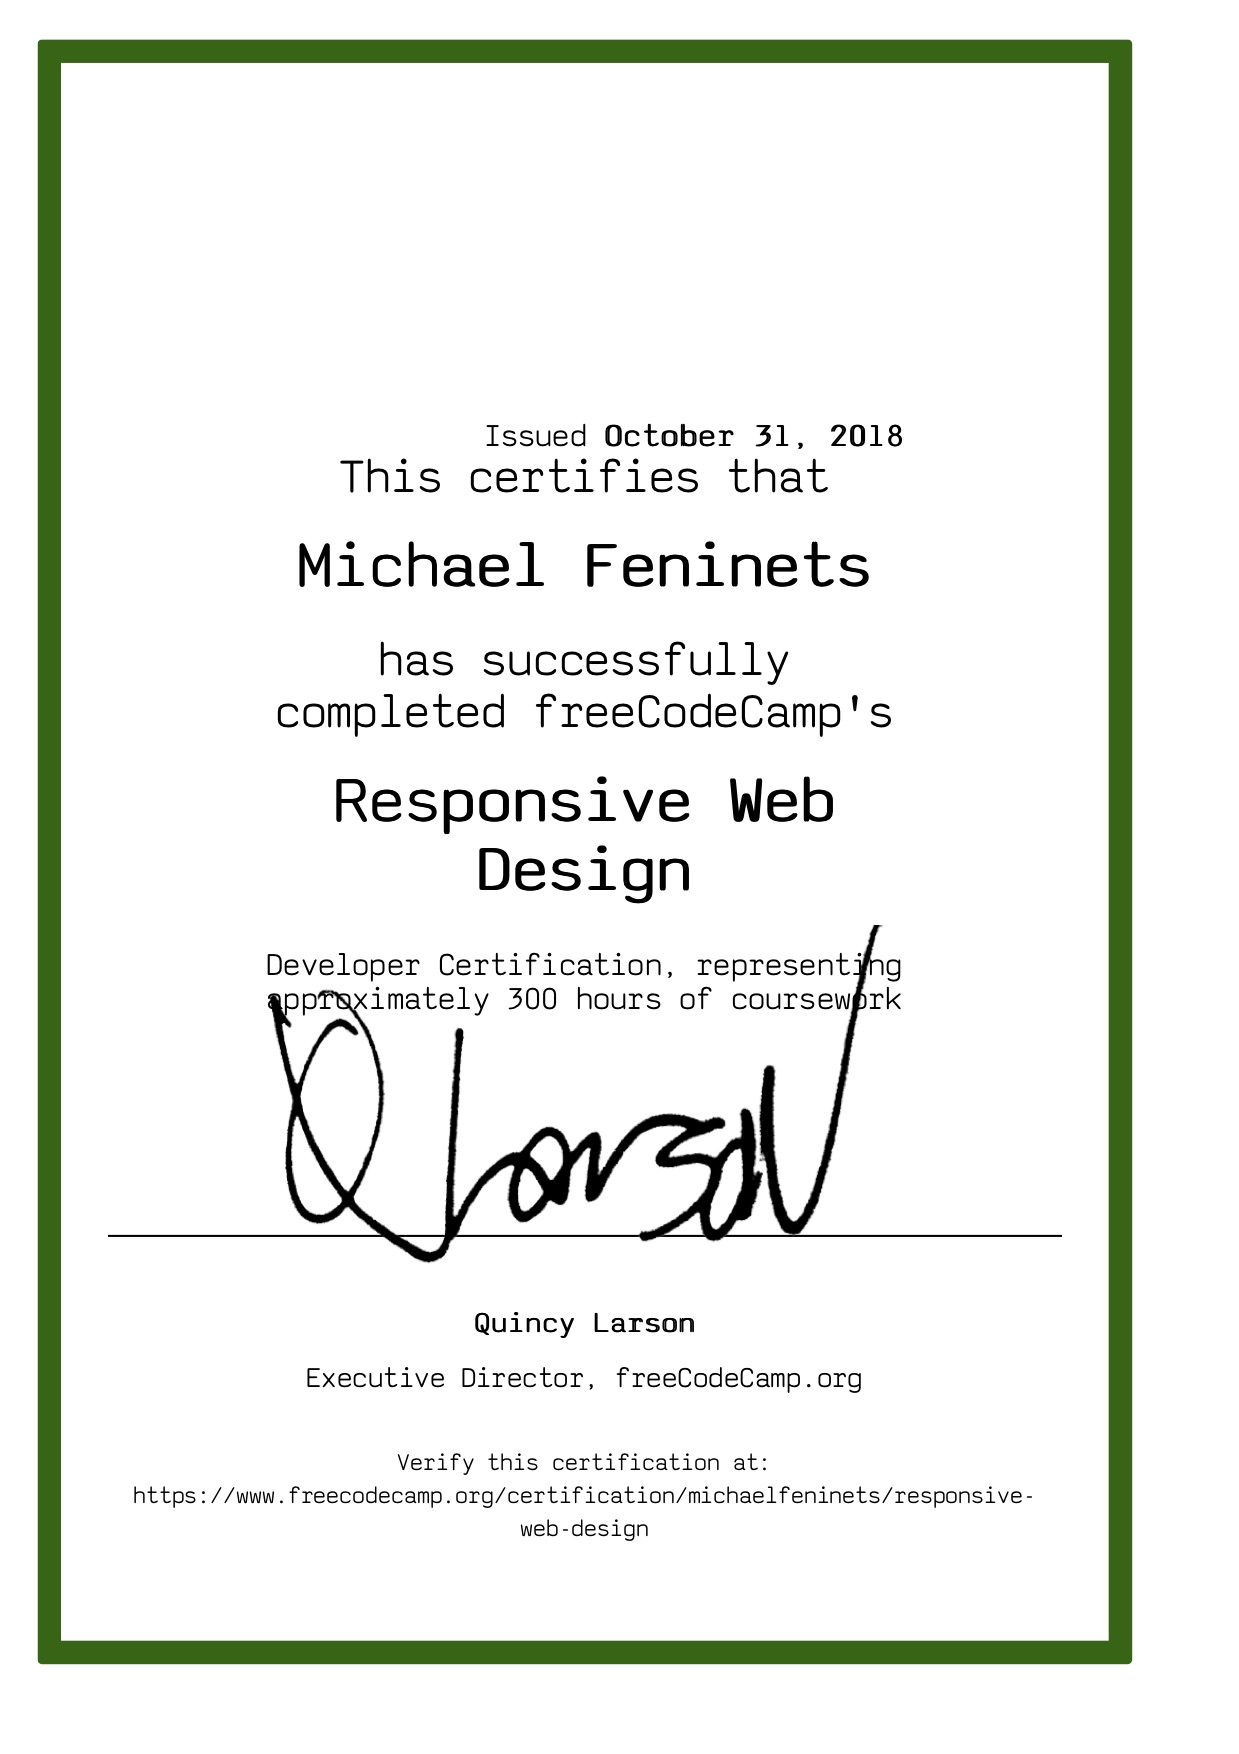 Issued October 31, 2018
This certifies that
Michael Feninets
has successfully
completed freeCodeCamp's
Responsive Web
Design
Developer Certification, representing
approximately 300 hours of coursework
Q Larson
Quincy Larson
Executive Director, freeCodeCamp.org
Verify this certification at:
https://www.freecodecamp.org/certification/michaelfeninets/responsive-
web-design